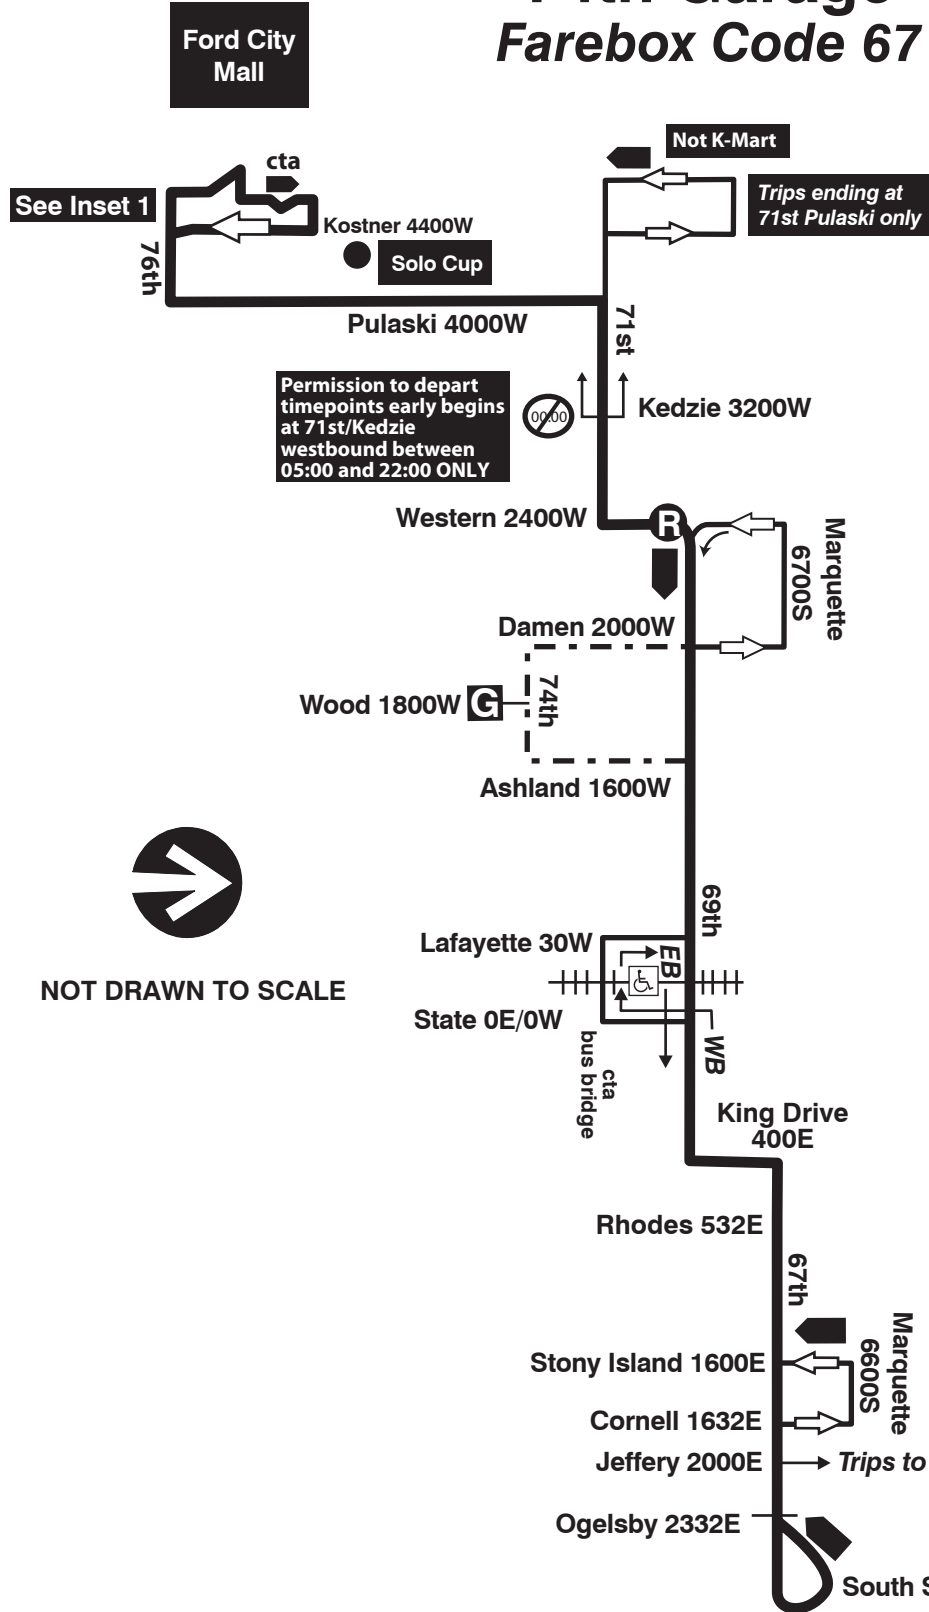 Farebox Code 67
Ford City
Mall
Not K-Mart
cta
Trips ending at
71st Pulaski only
See Inset 1
Kostner 4400W
76th
Solo Cup
Pulaski 4000W
71st
Permission to depart
timepoints early begins
at 71st/Kedzie
westbound between
05:00 and 22:00 ONLY
00:00
Kedzie 3200W
Western 2400W
R
Marquette
6700S
Damen 2000W
74th
Wood 1800W
G
Ashland 1600W
69th
Lafayette 30W
EB
NOT DRAWN TO SCALE
State 0E/0W
WB
cta
bus bridge
King Drive
400E
Rhodes 532E
67th
Marquette
6600S
Stony Island 1600E
Cornell 1632E
Jeffery 2000E
Trips to
Ogelsby 2332E
South